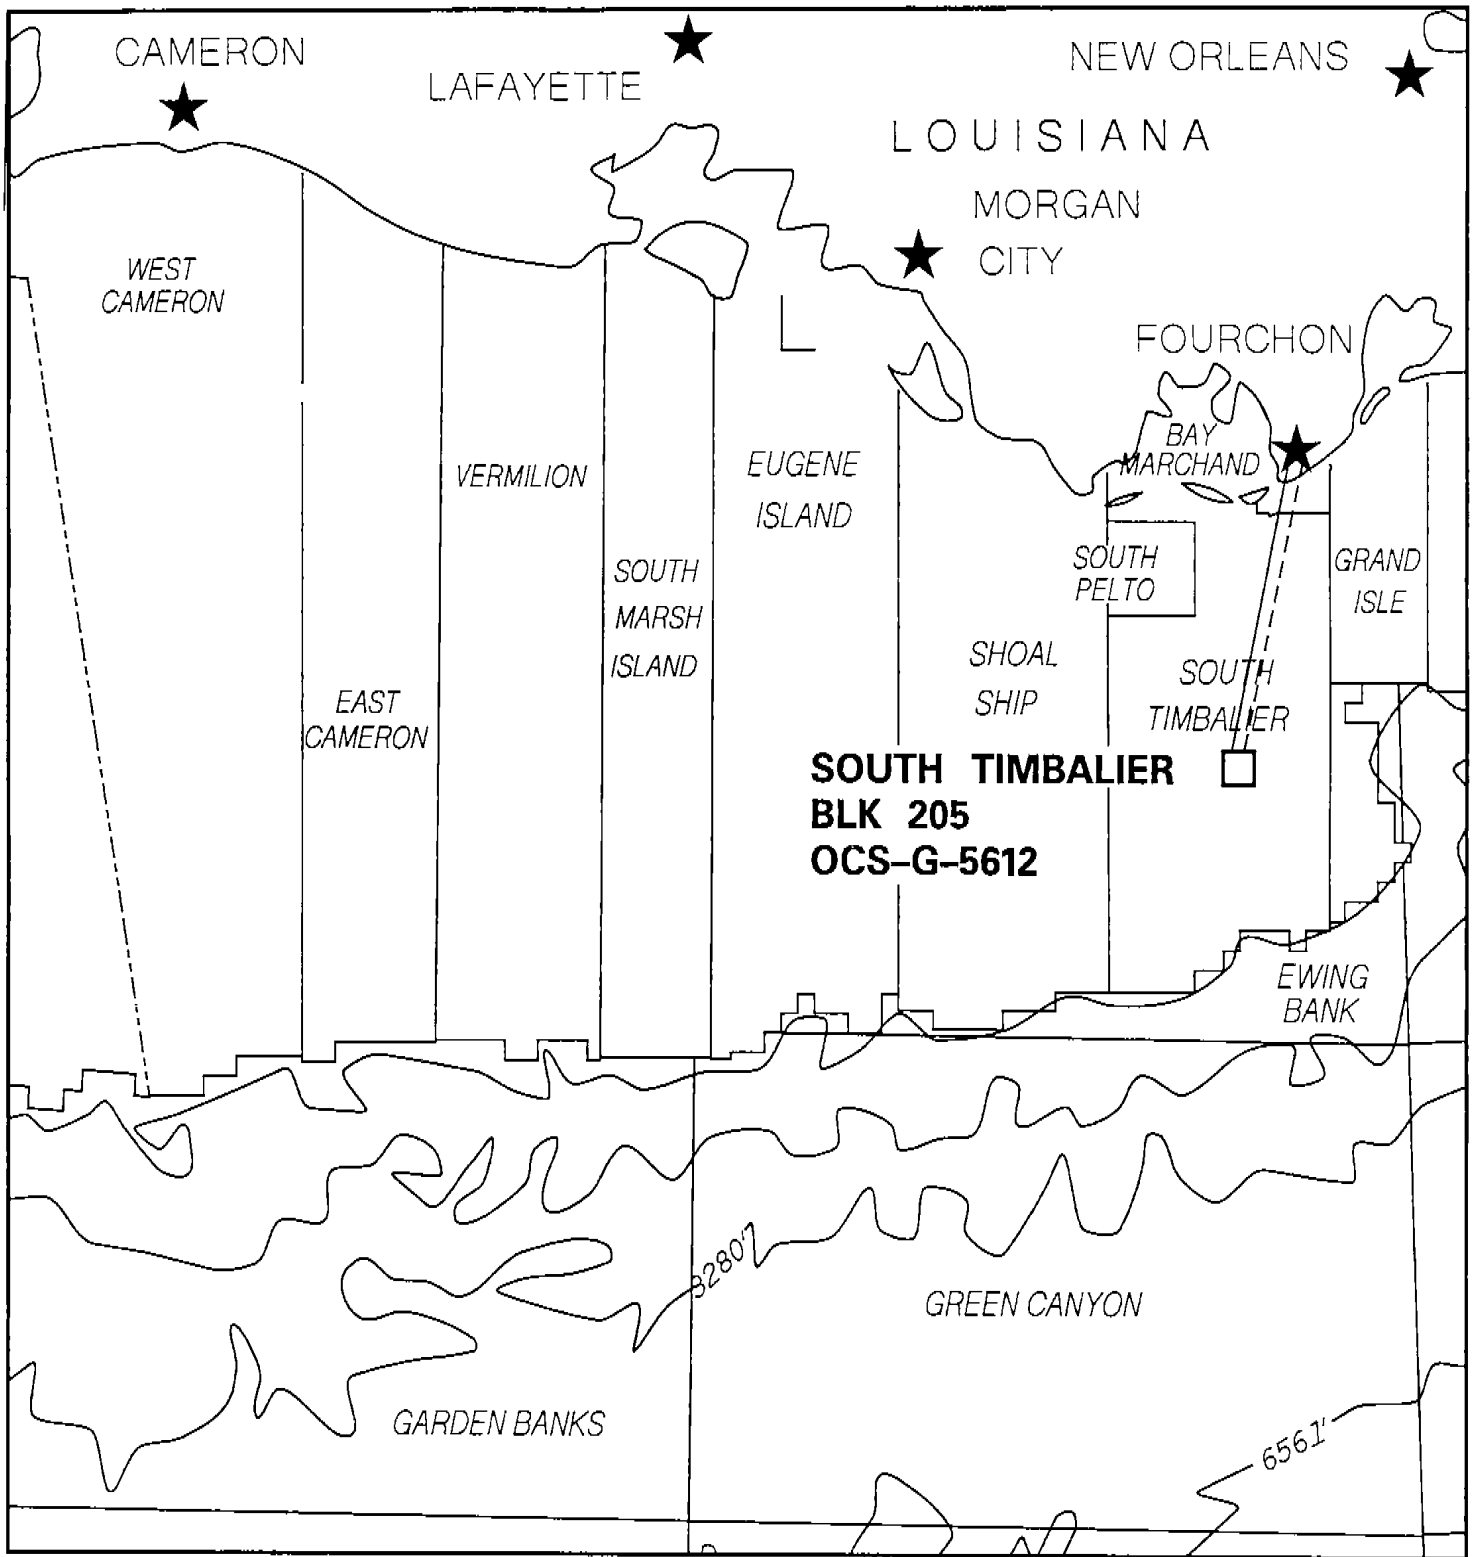 CAMERON
LAFAYETTE
NEW ORLEANS
LOUISIANA
MORGAN
CITY
FOURCHON
WEST
CAMERON
BAY
MARCHAND
VERMILION
EUGENE
ISLAND
SOUTH
MARSH
ISLAND
SOUTH
PELTO
GRAND
ISLE
SHOAL
SHIP
SOUTH
TIMBALIER
EAST
CAMERON
SOUTH TIMBALIER
BLK 205
OCS-G-5612
EWING
BANK
GREEN CANYON
GARDEN BANKS
6561'